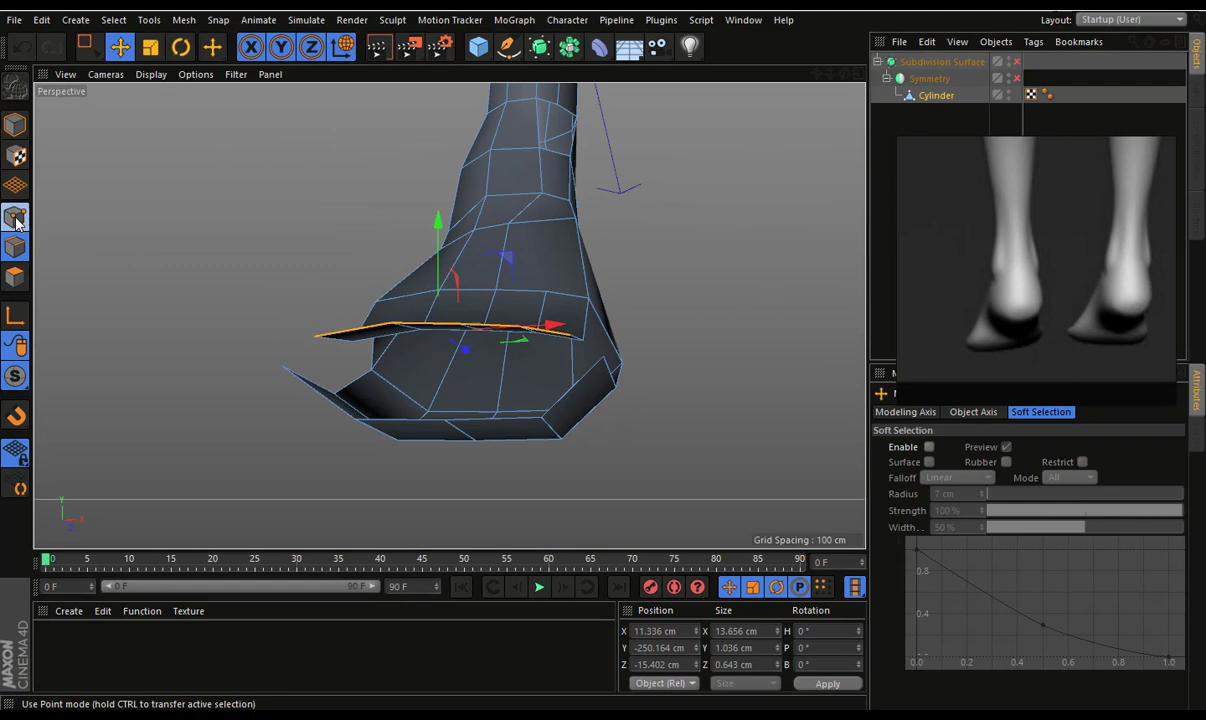 File Edit Create Select Tools Mesh Snap Animate Simulate Render Sculpt Motion Tracker MoGraph Character Pipeline Plugins Script Window Help Layout: Startup (User)
X Y Z
File Edit View Objects Tags Bookmarks
View Cameras Display Options Filter Panel
Perspective
Subdivision Surface
Symmetry
Cylinder
Objects
S
Modeling Axis Object Axis Soft Selection
Attributes
Soft Selection
Enable Preview
Surface Rubber Restrict
Falloff Linear Mode All
Radius 7 cm
Strength 100 %
Width . . 50 %
0.8
0.4
0.0 0.2 0.4 0.6 0.8 1.0
Y
X
Z
Grid Spacing : 100 cm
0 5 10 15 20 25 30 35 40 45 50 55 60 65 70 75 80 85 90 0 F
0 F 0 F 90 F 90 F P
Create Edit Function Texture
Position Size Rotation
X 11.336 cm X 13.656 cm H 0 °
Y -250.164 cm Y 1.036 cm P 0 °
Z -15.402 cm Z 0.643 cm B 0 °
Object (Rel) Size Apply
MAXON
CINEMA 4D
Use Point mode (hold CTRL to transfer active selection)